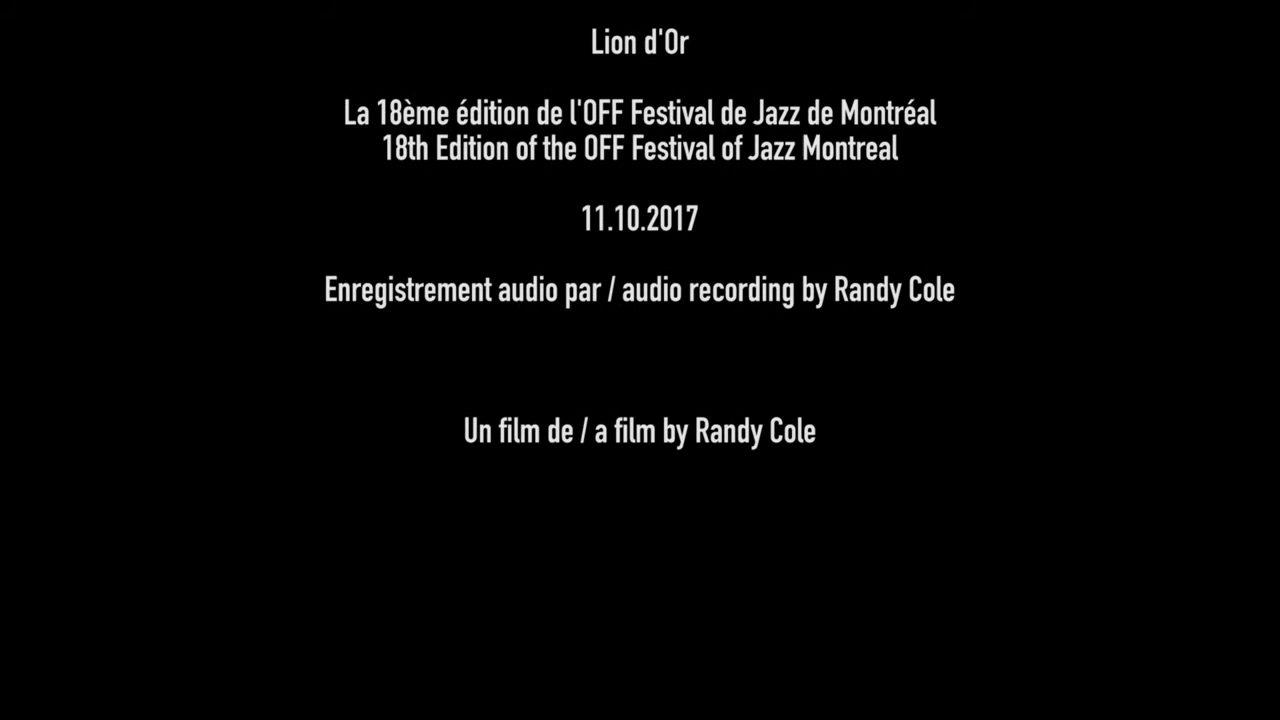 Lion d'Or
La 18ème édition de l'OFF Festival de Jazz de Montréal
18th Edition of the OFF Festival of Jazz Montreal
11.10.2017
Enregistrement audio par / audio recording by Randy Cole
Un film de / a film by Randy Cole